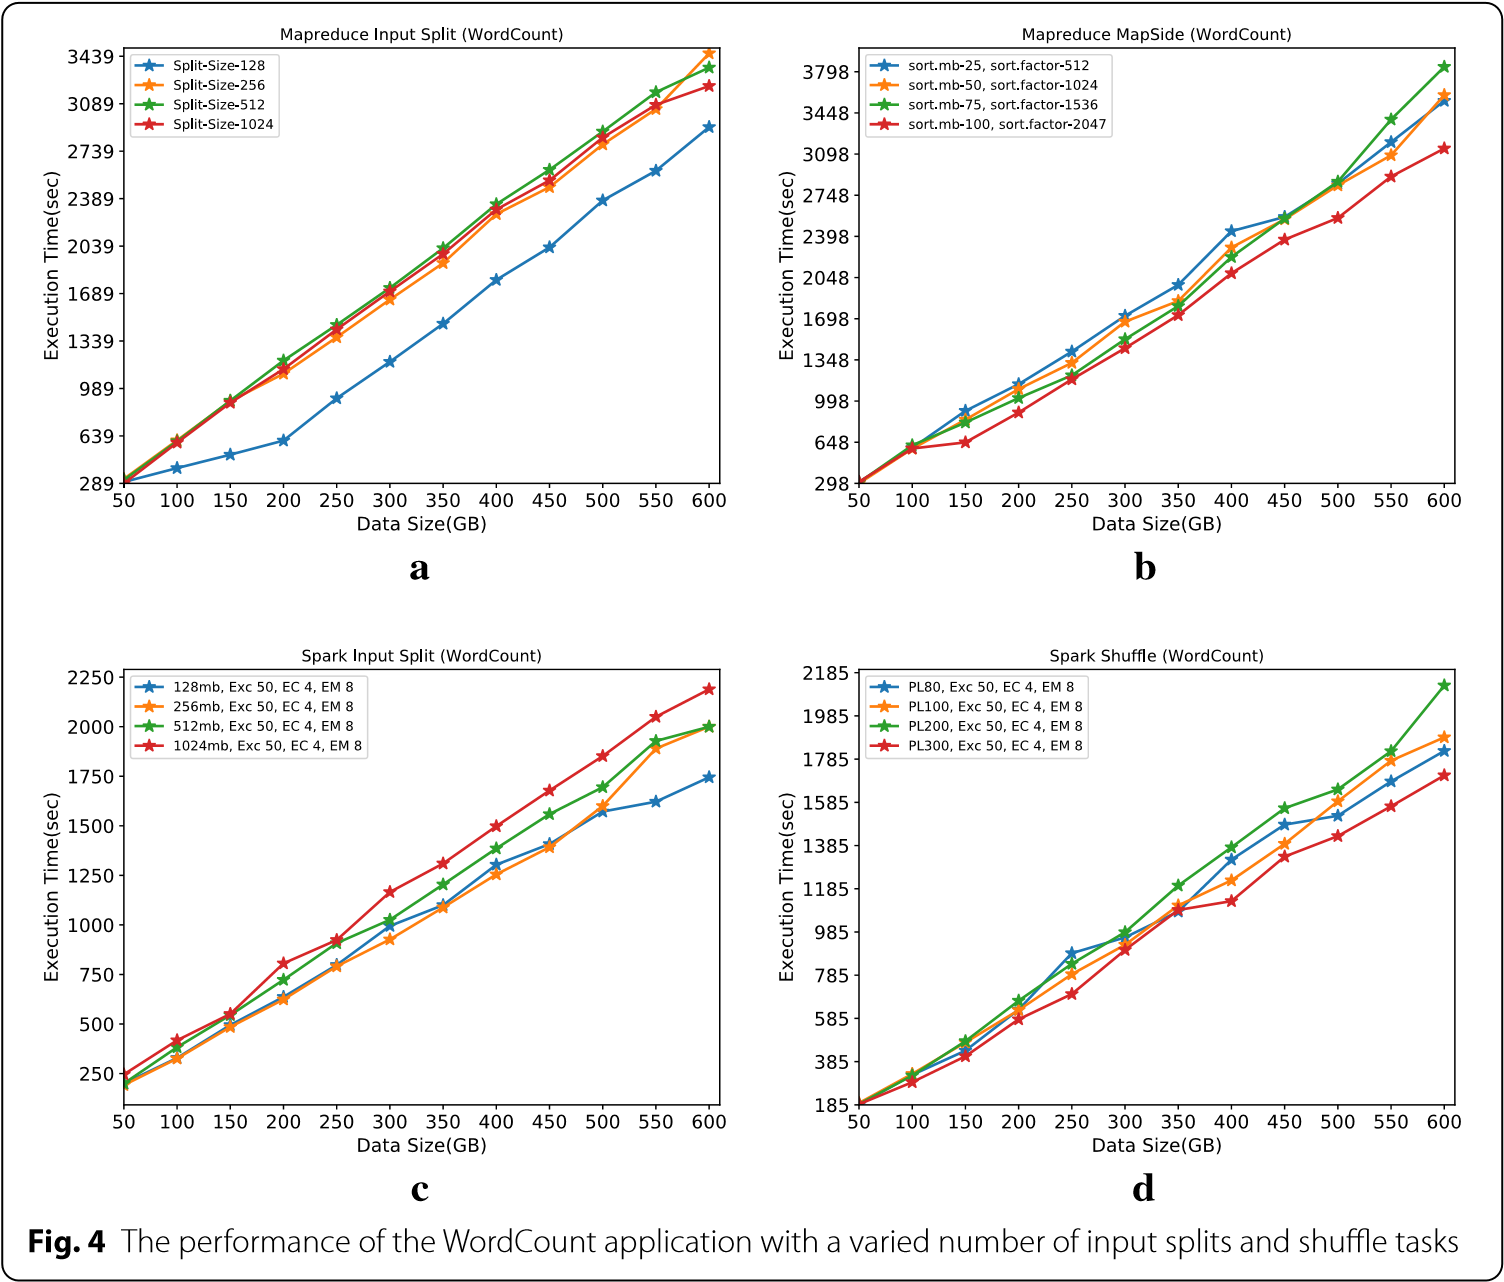 Mapreduce Input Split (WordCount)
Split-Size-128
Split-Size-256
Split-Size-512
Split-Size-1024
3439
3089
2739
2389
2039
1689
1339
989
639
289
Execution Time(sec)
50 100 150 200 250 300 350 400 450 500 550 600
Data Size(GB)
a
Mapreduce MapSide (WordCount)
sort.mb-25, sort.factor-512
sort.mb-50, sort.factor-1024
sort.mb-75, sort.factor-1536
sort.mb-100, sort.factor-2047
3798
3448
3098
2748
2398
2048
1698
1348
998
648
298
Execution Time(sec)
50 100 150 200 250 300 350 400 450 500 550 600
Data Size(GB)
b
Spark Input Split (WordCount)
128mb, Exc 50, EC 4, EM 8
256mb, Exc 50, EC 4, EM 8
512mb, Exc 50, EC 4, EM 8
1024mb, Exc 50, EC 4, EM 8
2250
2000
1750
1500
1250
1000
750
500
250
Execution Time(sec)
50 100 150 200 250 300 350 400 450 500 550 600
Data Size(GB)
c
Spark Shuffle (WordCount)
PL80, Exc 50, EC 4, EM 8
PL100, Exc 50, EC 4, EM 8
PL200, Exc 50, EC 4, EM 8
PL300, Exc 50, EC 4, EM 8
2185
1985
1785
1585
1385
1185
985
785
585
385
185
Execution Time(sec)
50 100 150 200 250 300 350 400 450 500 550 600
Data Size(GB)
d
Fig. 4 The performance of the WordCount application with a varied number of input splits and shuffle tasks